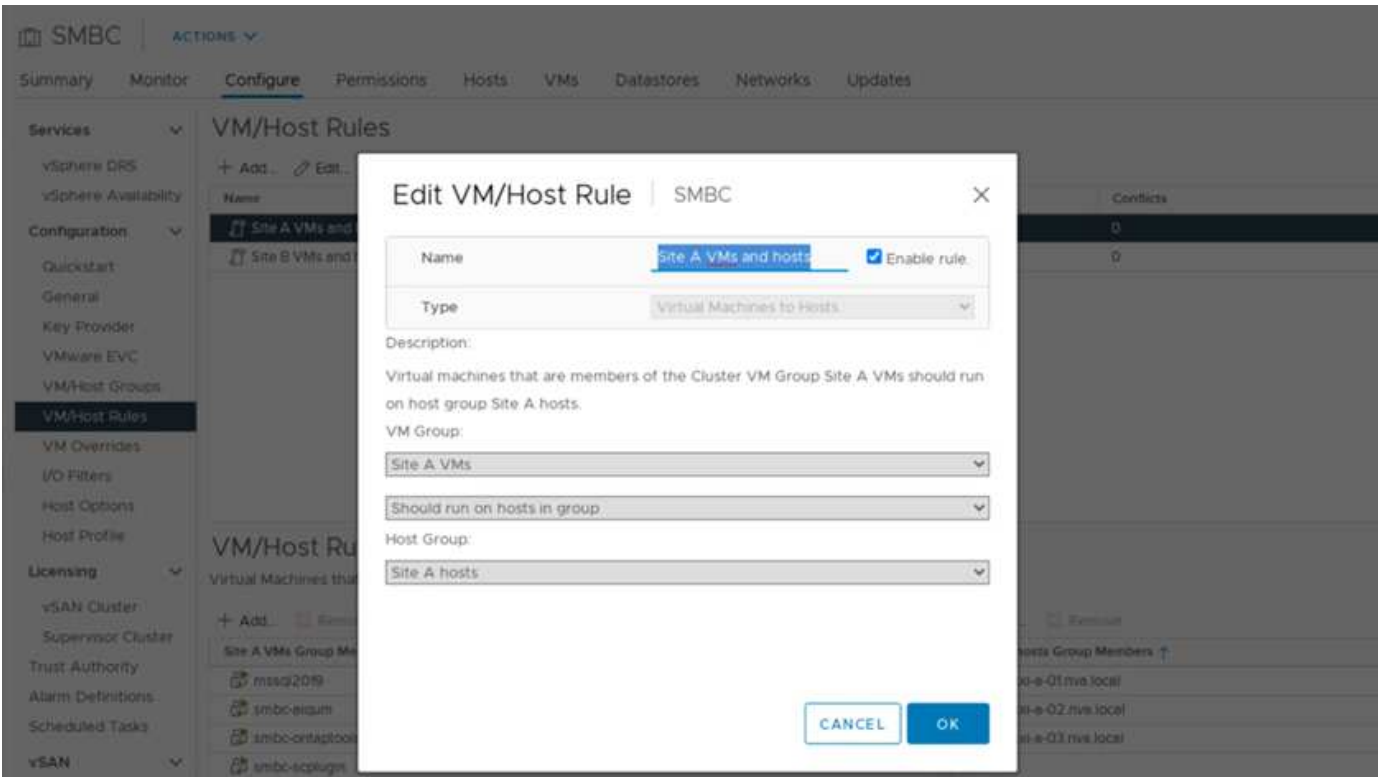 SMBC ACTIONS
Summary Monitor Configure Permissions Hosts VMs Datastores Networks Updates
Services
vSphere DRS
vSphere Availability
Configuration
Quickstart
General
Key Provider
VMware EVC
VM/Host Groups
VM/Host Rules
VM Overrides
I/O Filters
Host Options
Host Profile
Licensing
vSAN Cluster
Supervisor Cluster
Trust Authority
Alarm Definitions
Scheduled Tasks
vSAN
VM/Host Rules
+ Add... Edit...
Name Conflicts
Site A VMs and 0
Site B VMs and 0
Edit VM/Host Rule SMBC
Name Site A VMs and hosts Enable rule.
Type Virtual Machines to Hosts
Description:
Virtual machines that are members of the Cluster VM Group Site A VMs should run
on host group Site A hosts.
VM Group:
Site A VMs
Should run on hosts in group
Host Group:
Site A hosts
CANCEL OK
VM/Host Ru
Virtual Machines that
+ Add... Remove
Site A VMs Group Me Group Members
mssql2019 01.nva.local
smbc-aiqum 02.nva.local
smbc-ontaptools 03.nva.local
smbc-scplugin